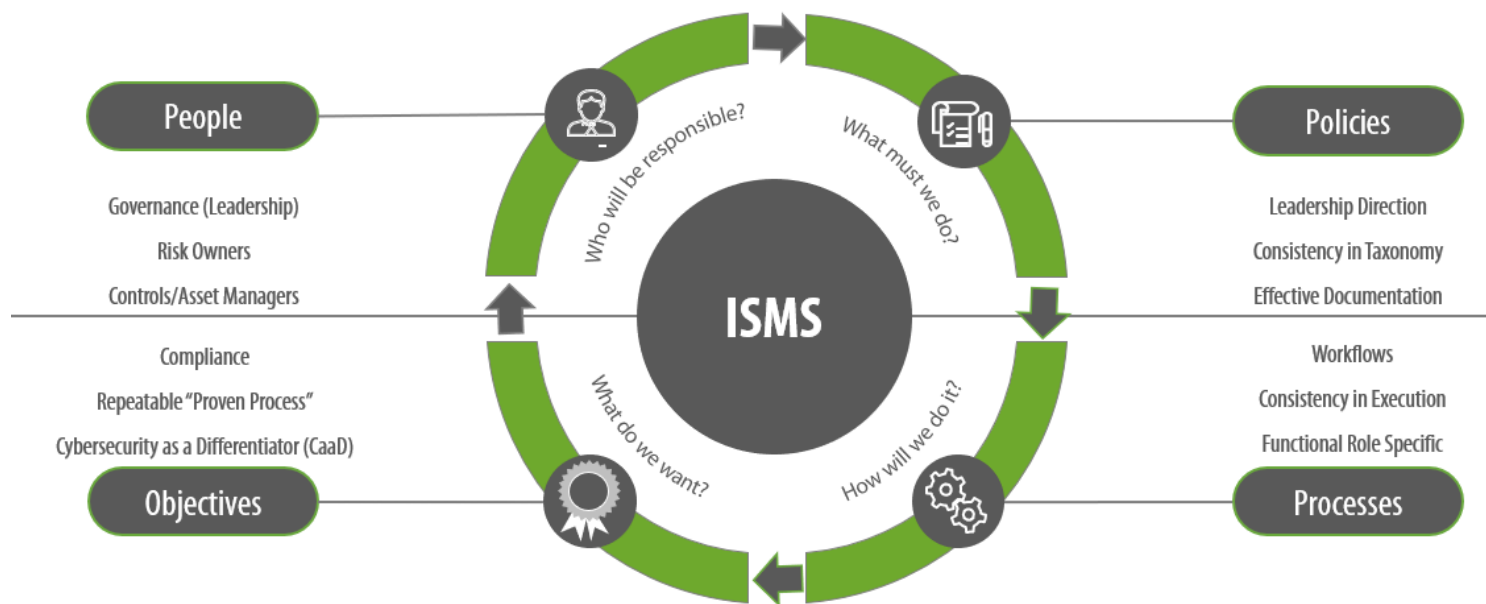 People
Governance (Leadership)
Risk Owners
Controls/Asset Managers
Who will be responsible?
What must we do?
Policies
Leadership Direction
Consistency in Taxonomy
Effective Documentation
ISMS
Compliance
Repeatable “Proven Process”
Cybersecurity as a Differentiator (CaaD)
Objectives
What do we want?
How will we do it?
Workflows
Consistency in Execution
Functional Role Specific
Processes